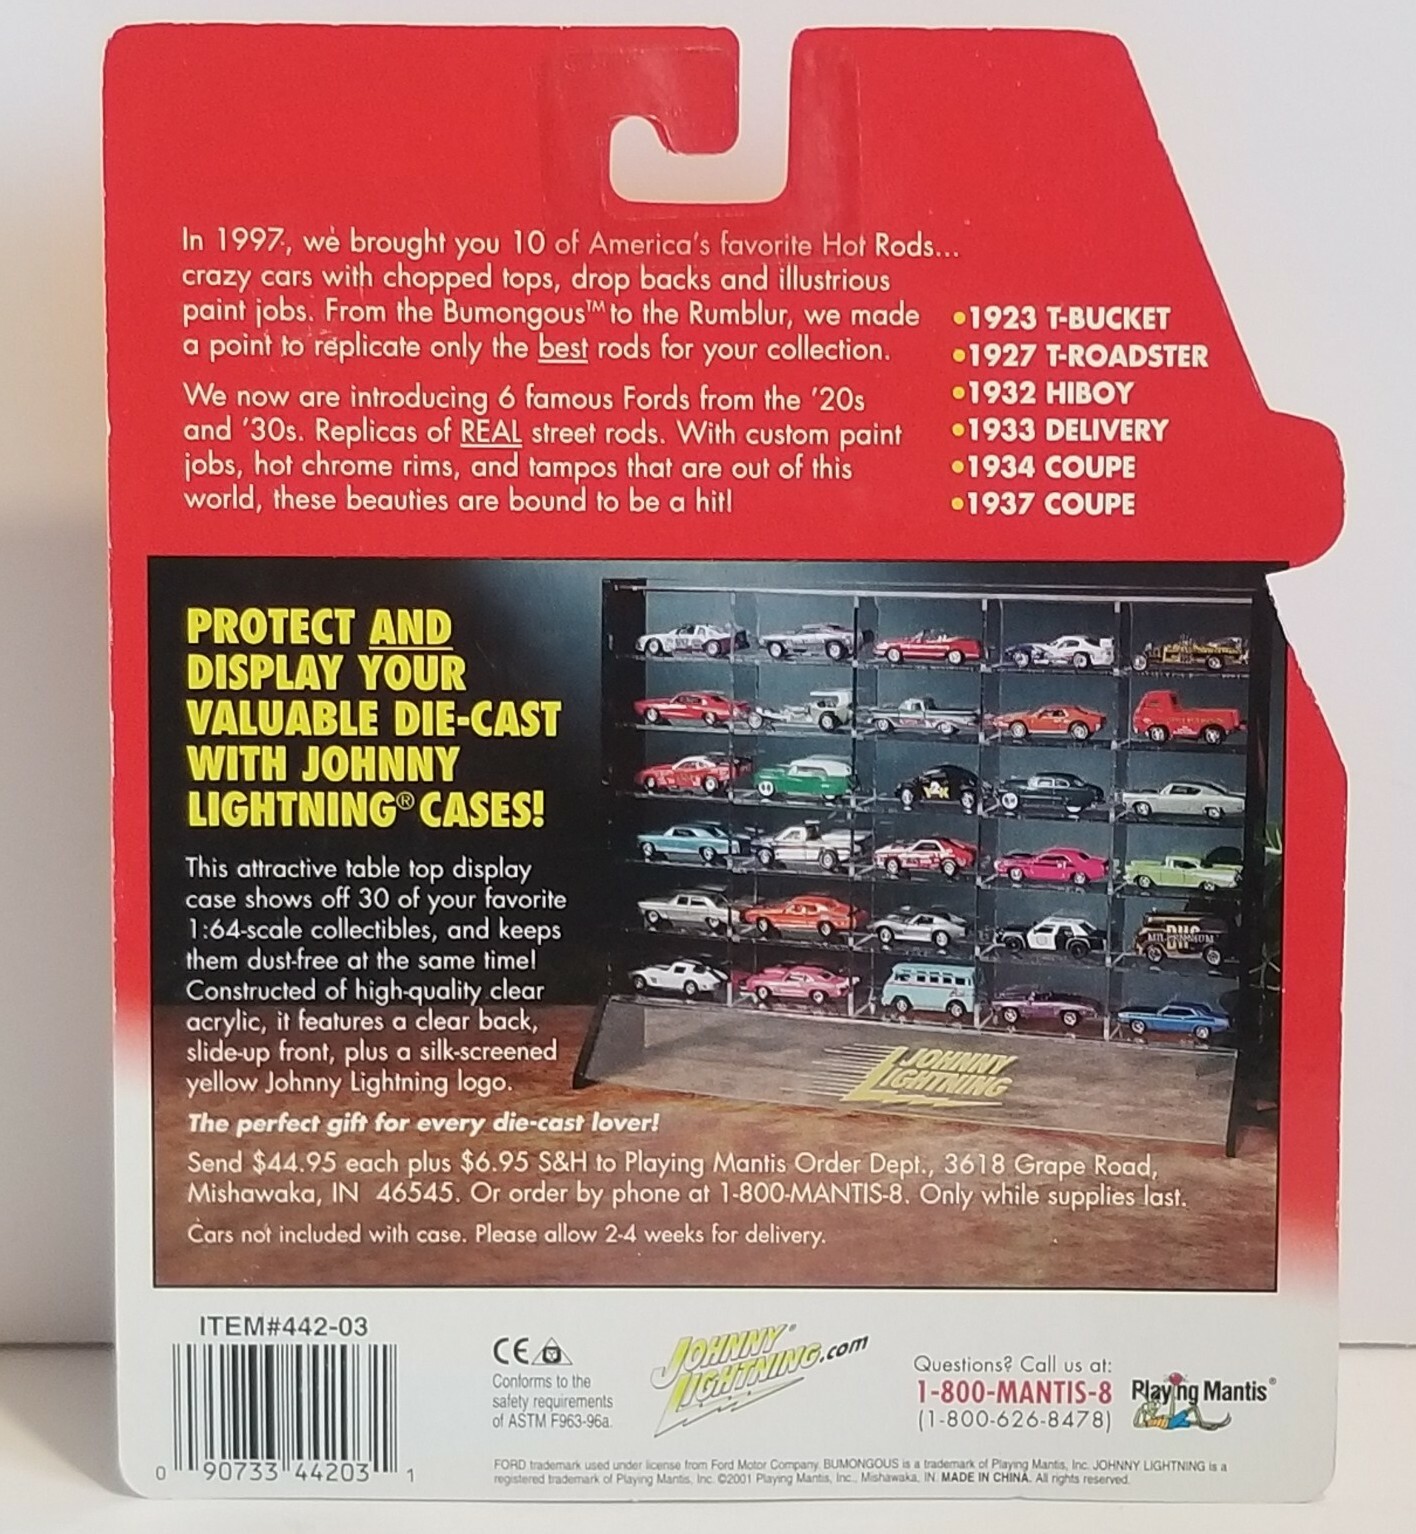 In 1997, we brought you 10 of America's favorite Hot Rods...
crazy cars with chopped tops, drop backs and illustrious
paint jobs. From the Bumongous™ to the Rumblur, we made
a point to replicate only the best rods for your collection.
We now are introducing 6 famous Fords from the '20s
and '30s. Replicas of REAL street rods. With custom paint
jobs, hot chrome rims, and tampos that are out of this
world, these beauties are bound to be a hit!
•1923 T-BUCKET
•1927 T-ROADSTER
•1932 HIBOY
•1933 DELIVERY
•1934 COUPE
•1937 COUPE
PROTECT AND
DISPLAY YOUR
VALUABLE DIE-CAST
WITH JOHNNY
LIGHTNING® CASES!
This attractive table top display
case shows off 30 of your favorite
1:64-scale collectibles, and keeps
them dust-free at the same time!
Constructed of high-quality clear
acrylic, it features a clear back,
slide-up front, plus a silk-screened
yellow Johnny Lightning logo.
The perfect gift for every die-cast lover!
Send $44.95 each plus $6.95 S&H to Playing Mantis Order Dept., 3618 Grape Road,
Mishawaka, IN 46545. Or order by phone at 1-800-MANTIS-8. Only while supplies last.
Cars not included with case. Please allow 2-4 weeks for delivery.
Y2K
JOHNNY
LIGHTNING
ITEM#442-03
0 90733 44203 1
CE
Conforms to the
safety requirements
of ASTM F963-96a.
JOHNNY®
LIGHTNING.com
Questions? Call us at:
1-800-MANTIS-8
(1-800-626-8478)
Playing Mantis®
FORD trademark used under license from Ford Motor Company. BUMONGOUS is a trademark of Playing Mantis, Inc. JOHNNY LIGHTNING is a
registered trademark of Playing Mantis, Inc. ©2001 Playing Mantis, Inc., Mishawaka, IN. MADE IN CHINA. All rights reserved.